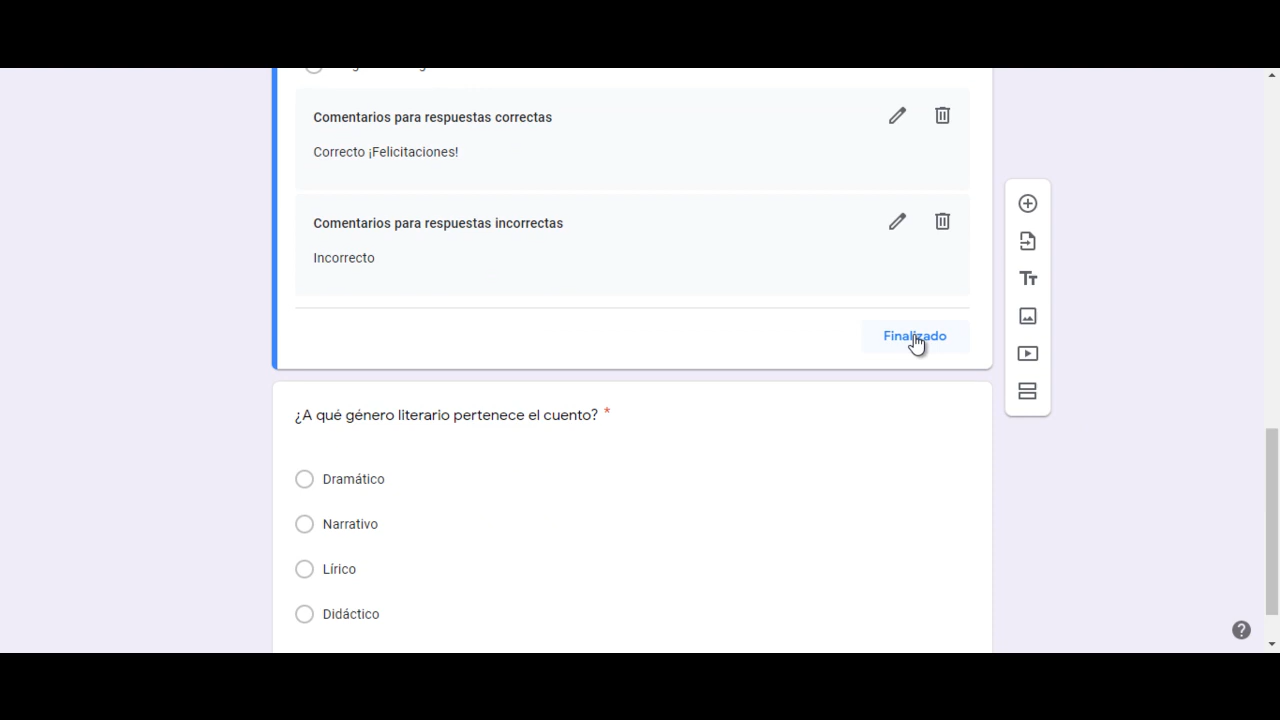 Comentarios para respuestas correctas
Correcto ¡Felicitaciones!
Comentarios para respuestas incorrectas
Incorrecto
Finalizado
¿A qué género literario pertenece el cuento? *
Dramático
Narrativo
Lírico
Didáctico